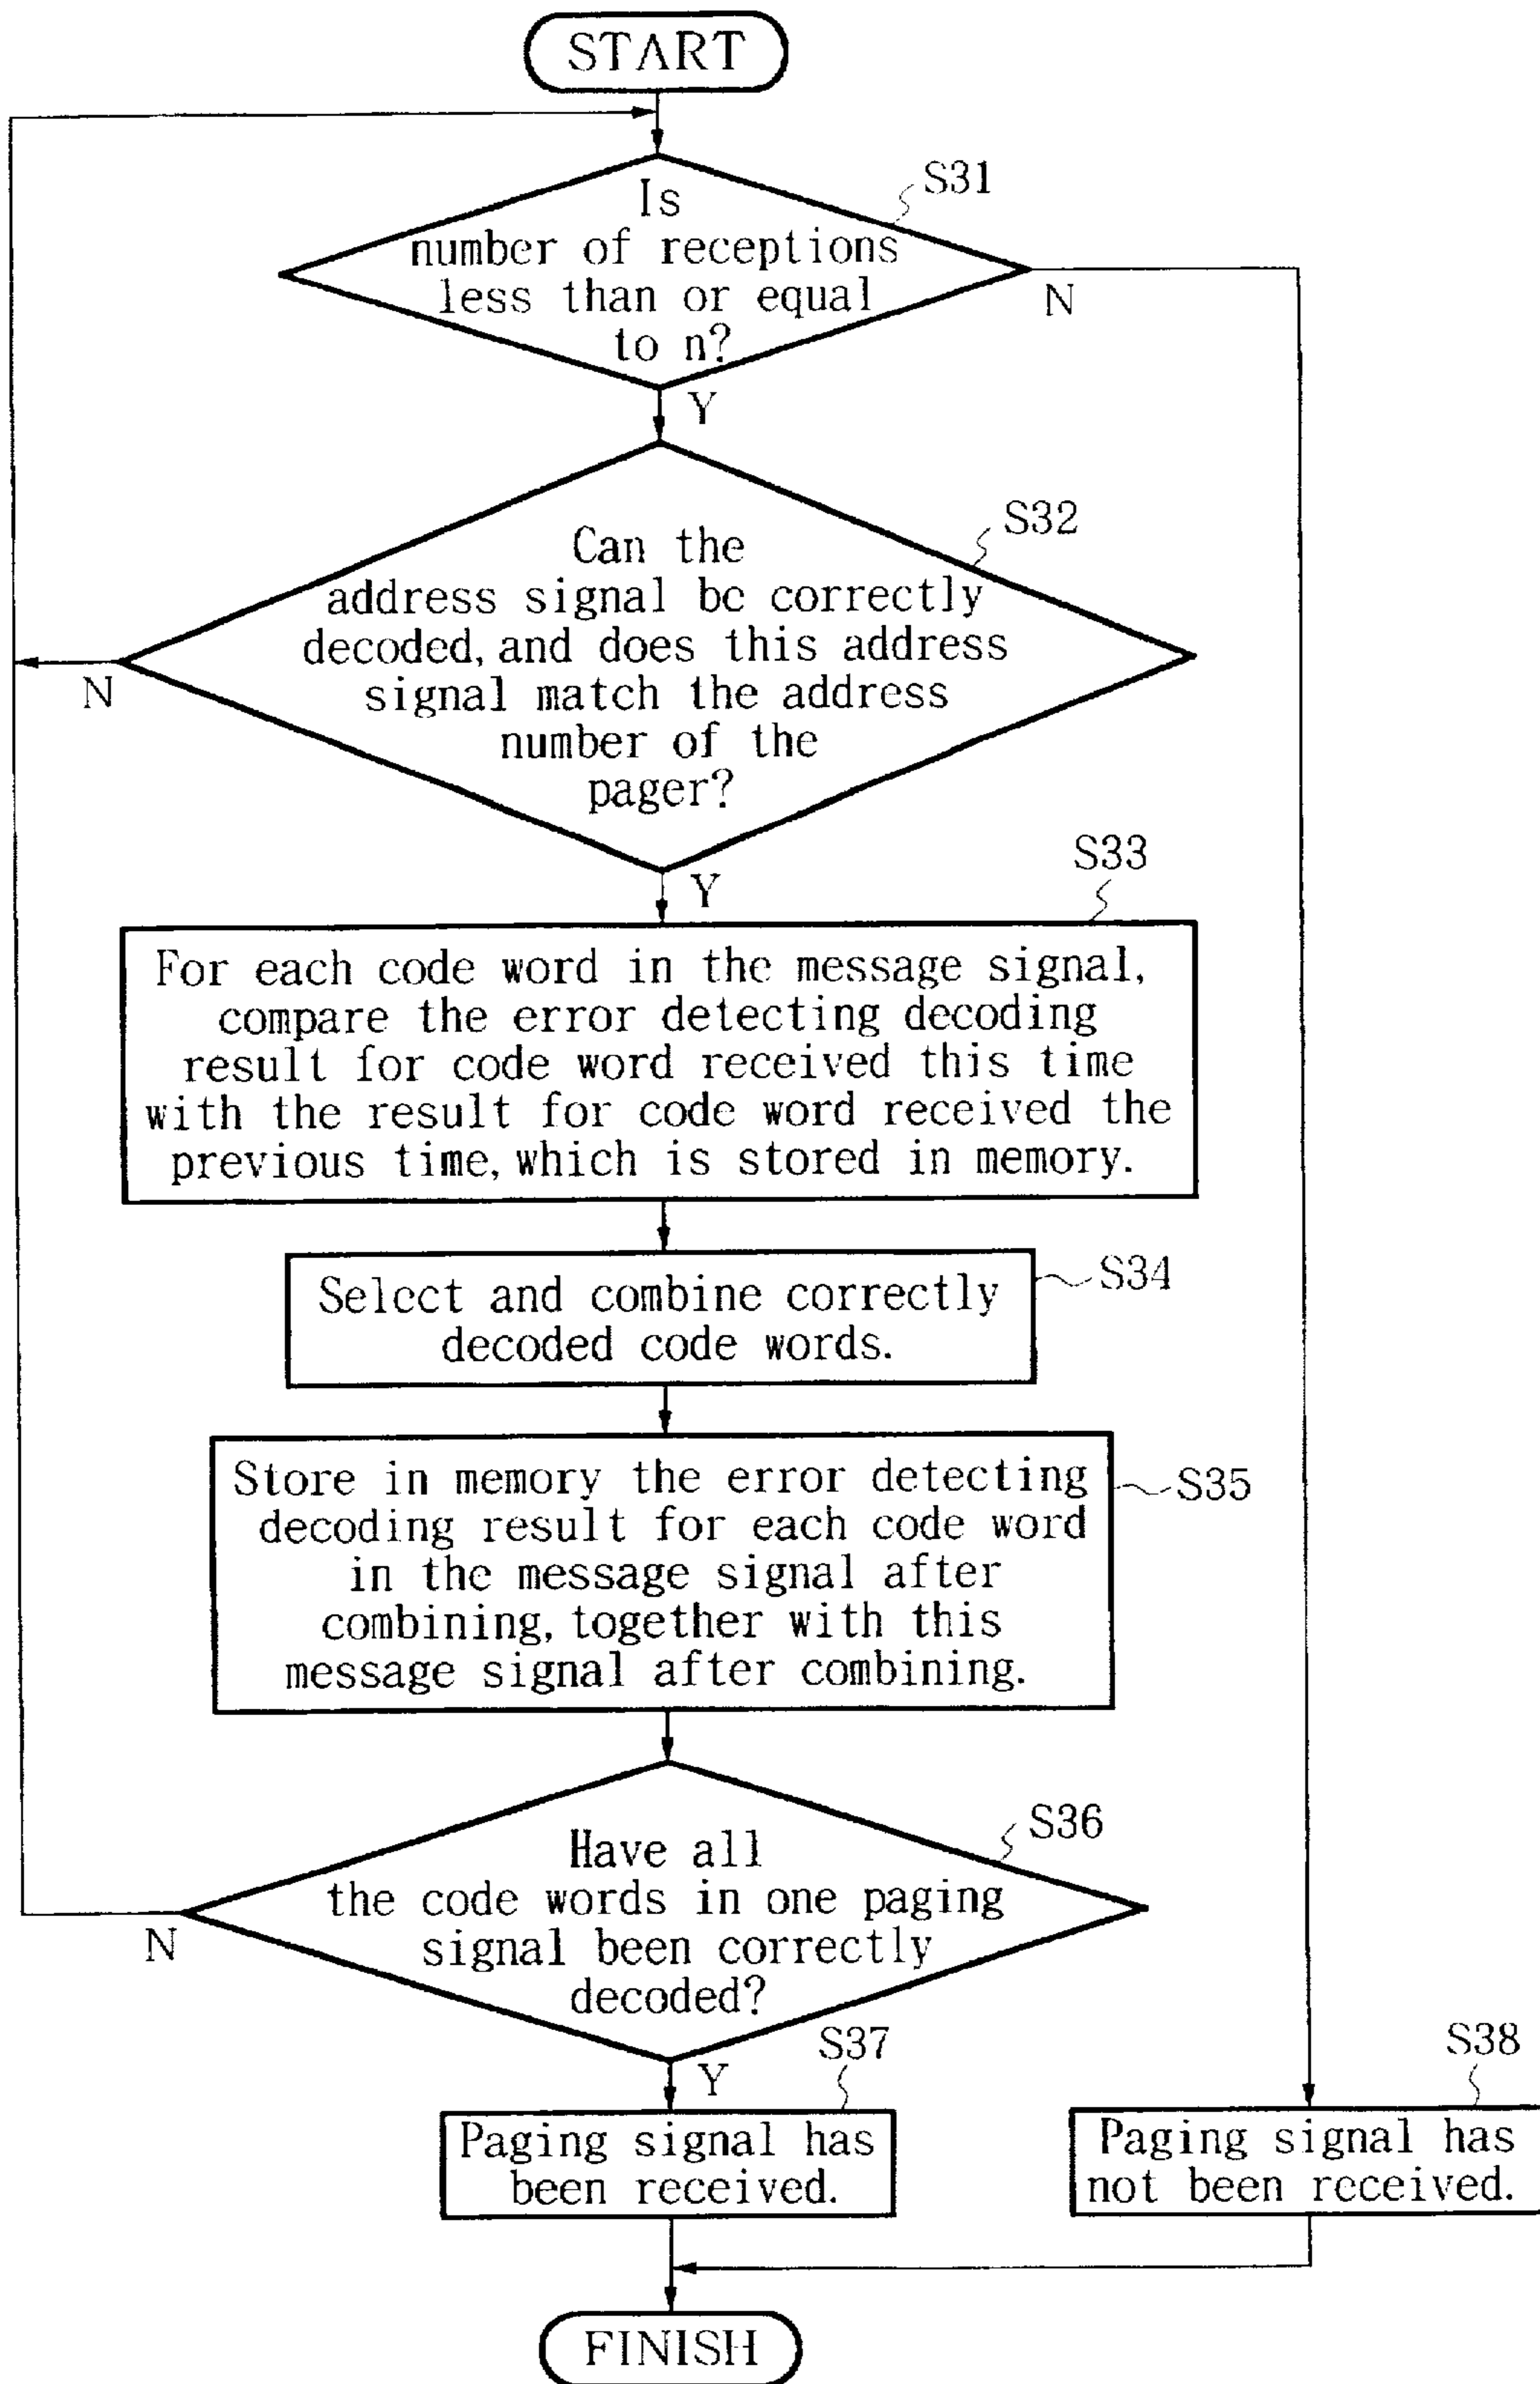 START
S31
Is
number of receptions
less than or equal
to n?
N
Y
S32
Can the
address signal be correctly
decoded, and does this address
signal match the address
number of the
pager?
N
Y
S33
For each code word in the message signal,
compare the error detecting decoding
result for code word received this time
with the result for code word received the
previous time, which is stored in memory.
S34
Select and combine correctly
decoded code words.
S35
Store in memory the error detecting
decoding result for each code word
in the message signal after
combining, together with this
message signal after combining.
S36
Have all
the code words in one paging
signal been correctly
decoded?
N
Y
S37
Paging signal has
been received.
S38
Paging signal has
not been received.
FINISH